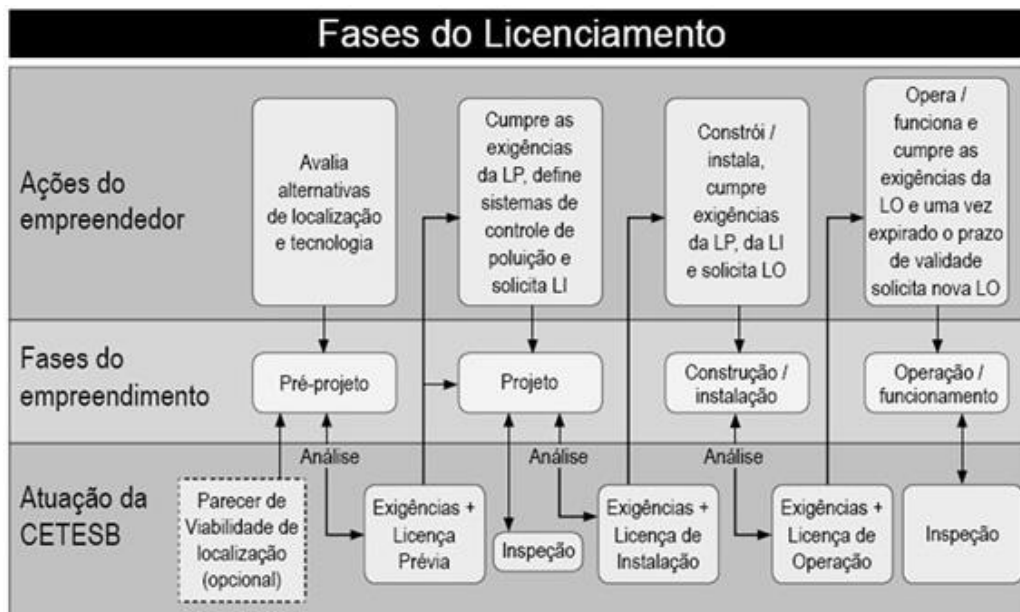 Fases do Licenciamento
Ações do
empreendedor
Avalia
alternativas
de localização
e tecnologia
Cumpre as
exigências
da LP, define
sistemas de
controle de
poluição e
solicita LI
Constrói /
instala,
cumpre
exigências
da LP, da LI
e solicita LO
Opera /
funciona e
cumpre as
exigências da
LO e uma vez
expirado o prazo
de validade
solicita nova LO
Fases do
empreendimento
Pré-projeto
Projeto
Construção /
instalação
Operação /
funcionamento
Atuação da
CETESB
Parecer de
Viabilidade de
localização
(opcional)
Análise
Exigências +
Licença
Prévia
Inspeção
Análise
Exigências +
Licença de
Instalação
Análise
Exigências +
Licença de
Operação
Inspeção